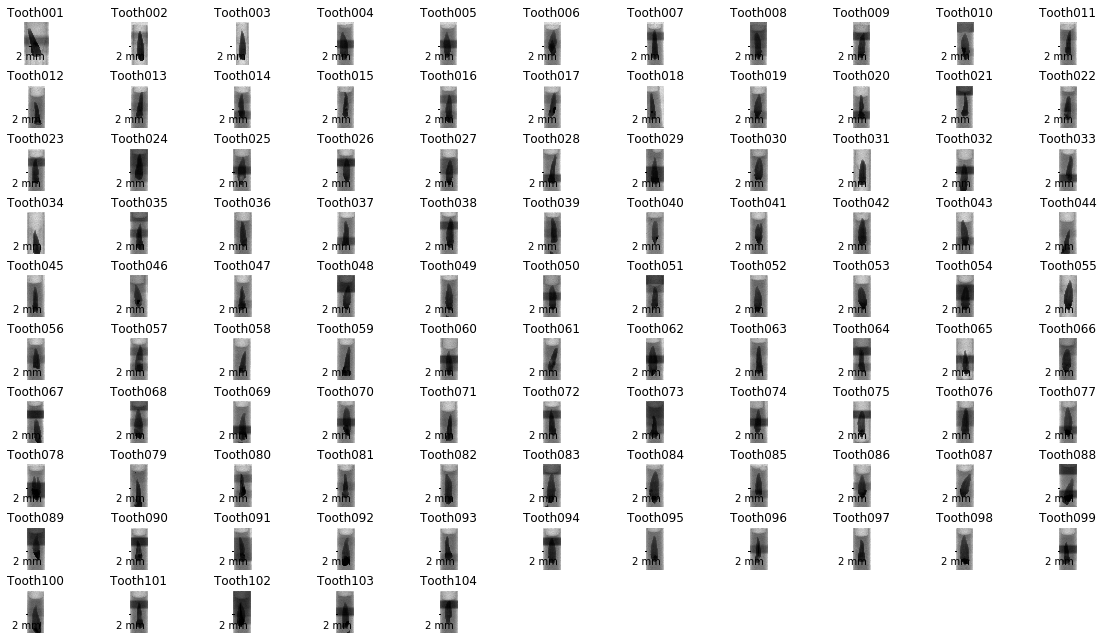 Tooth001 Tooth002 Tooth003 Tooth004 Tooth005 Tooth006 Tooth007 Tooth008 Tooth009 Tooth010 Tooth011
2 mm 2 mm 2 mm 2 mm 2 mm 2 mm 2 mm 2 mm 2 mm 2 mm 2 mm
Tooth012 Tooth013 Tooth014 Tooth015 Tooth016 Tooth017 Tooth018 Tooth019 Tooth020 Tooth021 Tooth022
2 mm 2 mm 2 mm 2 mm 2 mm 2 mm 2 mm 2 mm 2 mm 2 mm 2 mm
Tooth023 Tooth024 Tooth025 Tooth026 Tooth027 Tooth028 Tooth029 Tooth030 Tooth031 Tooth032 Tooth033
2 mm 2 mm 2 mm 2 mm 2 mm 2 mm 2 mm 2 mm 2 mm 2 mm 2 mm
Tooth034 Tooth035 Tooth036 Tooth037 Tooth038 Tooth039 Tooth040 Tooth041 Tooth042 Tooth043 Tooth044
2 mm 2 mm 2 mm 2 mm 2 mm 2 mm 2 mm 2 mm 2 mm 2 mm 2 mm
Tooth045 Tooth046 Tooth047 Tooth048 Tooth049 Tooth050 Tooth051 Tooth052 Tooth053 Tooth054 Tooth055
2 mm 2 mm 2 mm 2 mm 2 mm 2 mm 2 mm 2 mm 2 mm 2 mm 2 mm
Tooth056 Tooth057 Tooth058 Tooth059 Tooth060 Tooth061 Tooth062 Tooth063 Tooth064 Tooth065 Tooth066
2 mm 2 mm 2 mm 2 mm 2 mm 2 mm 2 mm 2 mm 2 mm 2 mm 2 mm
Tooth067 Tooth068 Tooth069 Tooth070 Tooth071 Tooth072 Tooth073 Tooth074 Tooth075 Tooth076 Tooth077
2 mm 2 mm 2 mm 2 mm 2 mm 2 mm 2 mm 2 mm 2 mm 2 mm 2 mm
Tooth078 Tooth079 Tooth080 Tooth081 Tooth082 Tooth083 Tooth084 Tooth085 Tooth086 Tooth087 Tooth088
2 mm 2 mm 2 mm 2 mm 2 mm 2 mm 2 mm 2 mm 2 mm 2 mm 2 mm
Tooth089 Tooth090 Tooth091 Tooth092 Tooth093 Tooth094 Tooth095 Tooth096 Tooth097 Tooth098 Tooth099
2 mm 2 mm 2 mm 2 mm 2 mm 2 mm 2 mm 2 mm 2 mm 2 mm 2 mm
Tooth100 Tooth101 Tooth102 Tooth103 Tooth104
2 mm 2 mm 2 mm 2 mm 2 mm